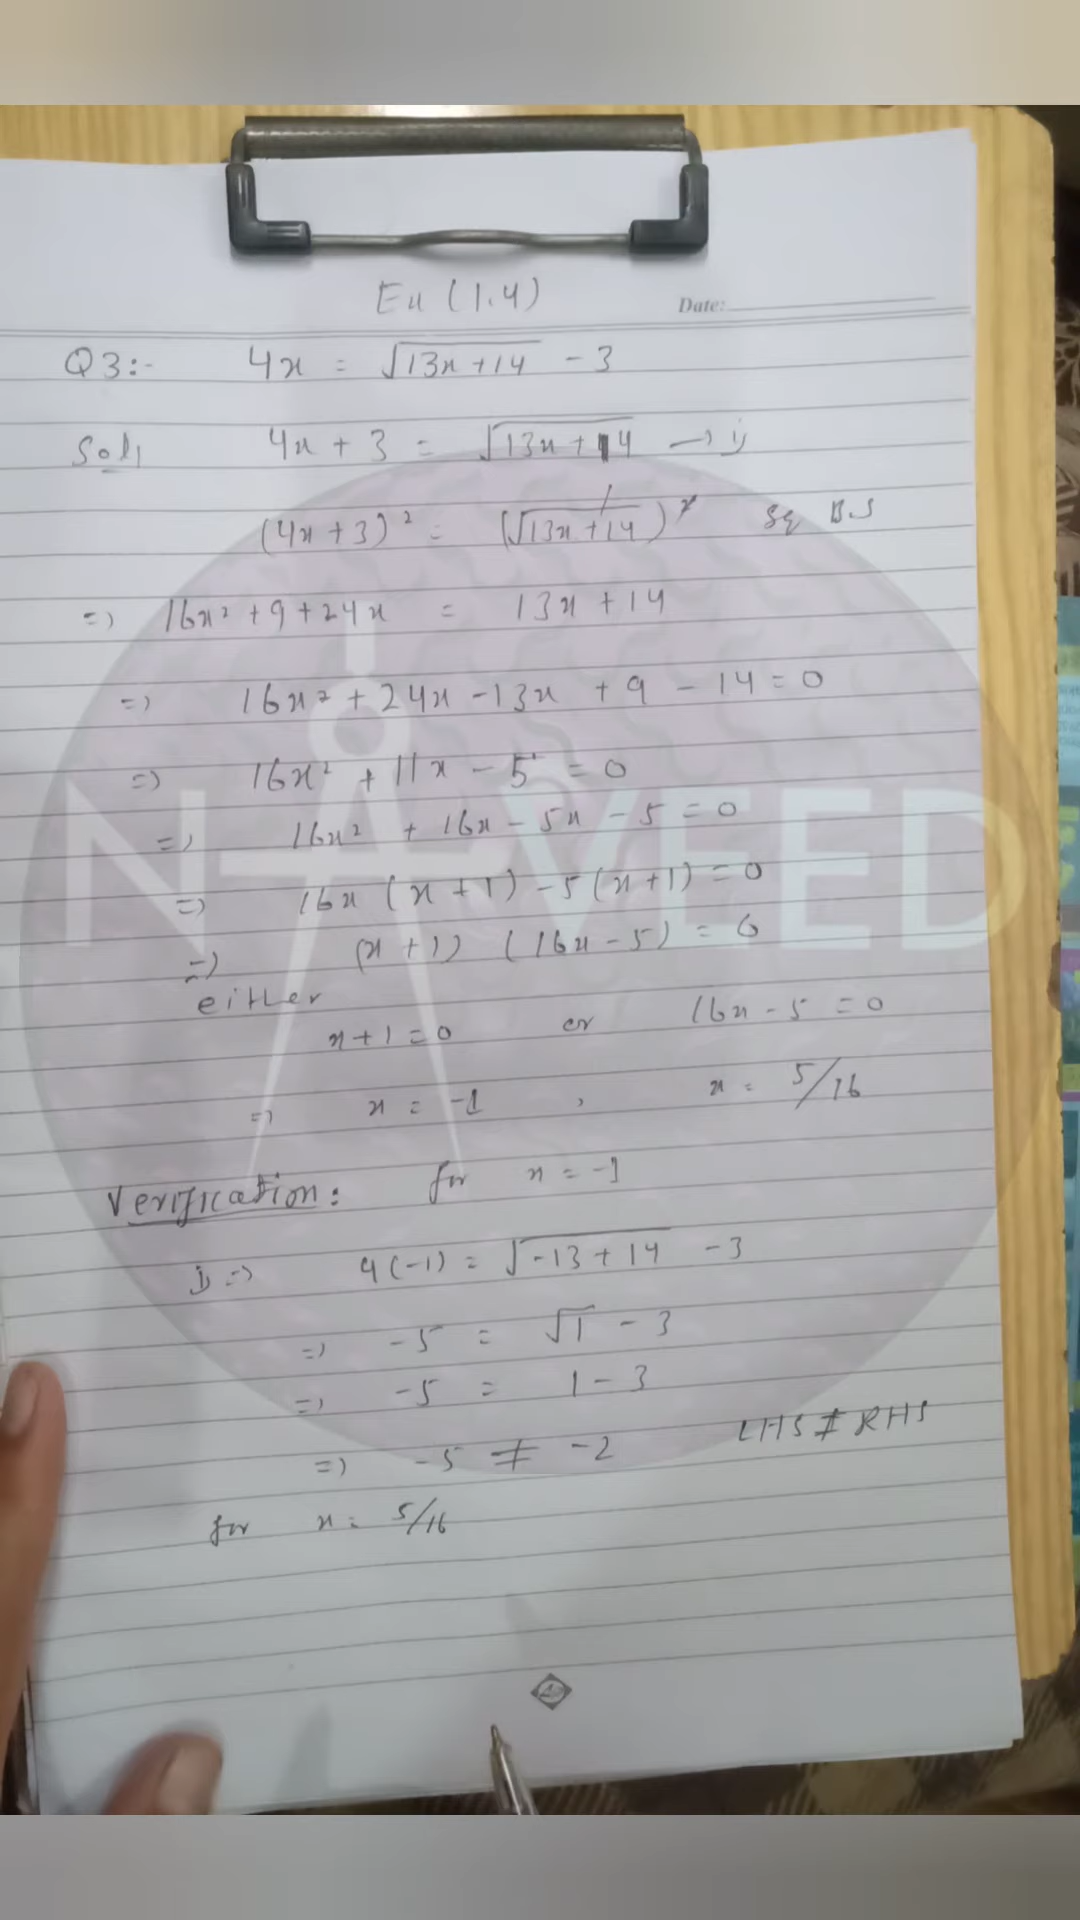 Ex (1.4)
Date:
Q3:- 4x = √13x+14 - 3
Sol, 4x + 3 = √13x+14 → i)
(4x+3)² = (√13x+14)² Sq B.S
=> 16x²+9+24x = 13x+14
=> 16x²+24x-13x+9-14=0
=> 16x²+11x-5=0
=> 16x²+16x-5x-5=0
=> 16x(x+1)-5(x+1)=0
=> (x+1)(16x-5)=0
either
x+1=0 or 16x-5=0
=> x=-1, x=5/16
Verification: for x=-1
i)=> 4(-1)=√-13+14 -3
=> -5=√1-3
=> -5=1-3
=> -5≠-2 LHS≠RHS
for x=5/16
NAVEED